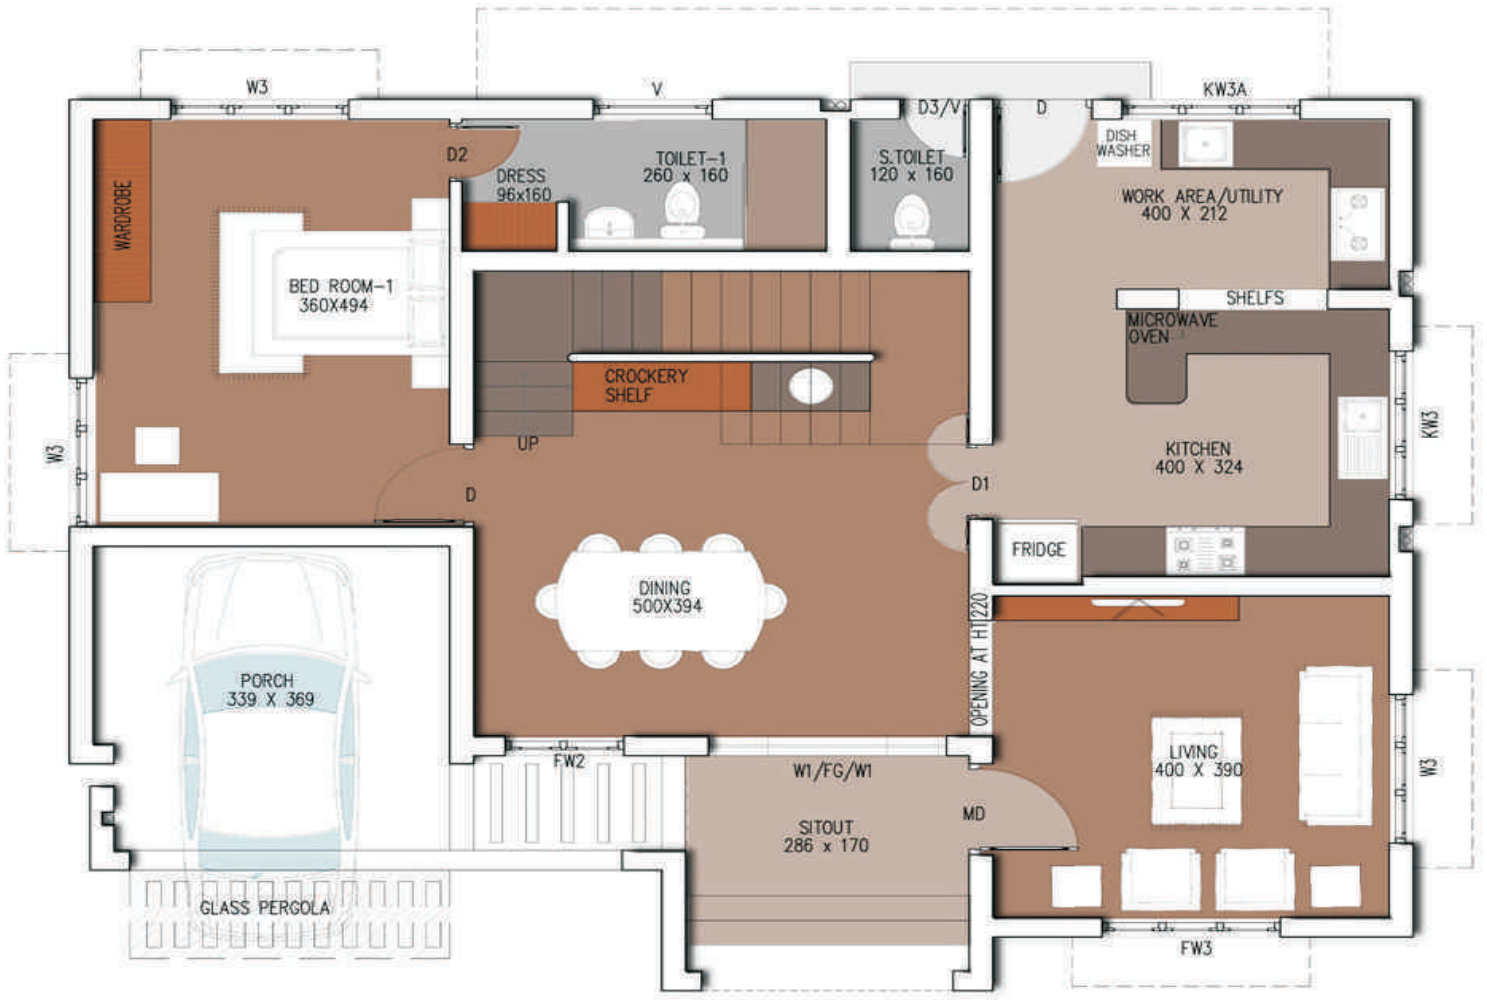 W3
V
KW3A
D3/V
D
DISH
WASHER
D2
TOILET-1
260 x 160
S.TOILET
120 x 160
DRESS
96x160
WARDROBE
WORK AREA/UTILITY
400 X 212
BED ROOM-1
360X494
SHELFS
MICROWAVE
OVEN
CROCKERY
SHELF
UP
W3
KW3
KITCHEN
400 X 324
D
D1
FRIDGE
DINING
500X394
OPENING AT HT 220
PORCH
339 X 369
FW2
W1/FG/W1
LIVING
400 X 390
W3
MD
SITOUT
286 x 170
GLASS PERGOLA
FW3